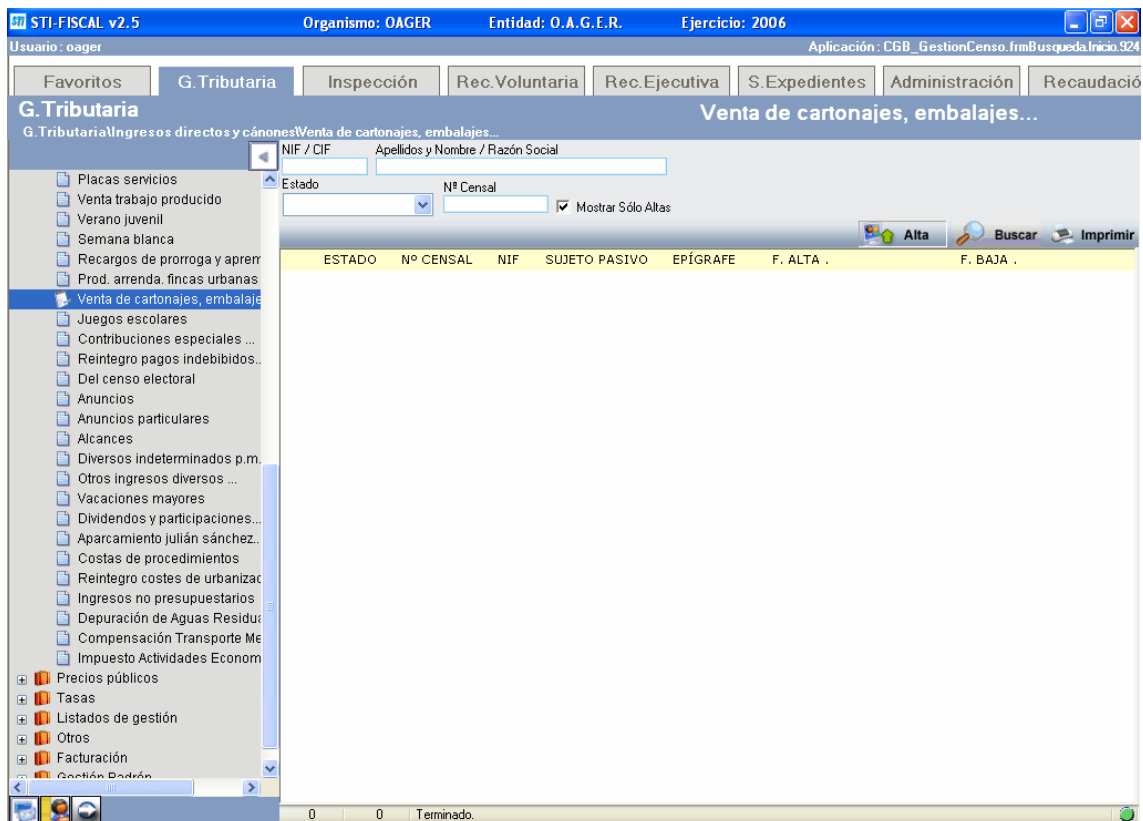 STI STI-FISCAL v2.5 Organismo: OAGER Entidad: O.A.G.E.R. Ejercicio: 2006
Usuario : oager Aplicación : CGB_GestionCenso.frmBusqueda.Inicio.924
Favoritos G.Tributaria Inspección Rec.Voluntaria Rec.Ejecutiva S.Expedientes Administración Recaudació
G.Tributaria Venta de cartonajes, embalajes...
G.Tributaria\Ingresos directos y cánones\Venta de cartonajes, embalajes...
NIF / CIF Apellidos y Nombre / Razón Social
Estado Nº Censal
Mostrar Sólo Altas
Alta Buscar Imprimir
ESTADO Nº CENSAL NIF SUJETO PASIVO EPÍGRAFE F. ALTA . F. BAJA .
Placas servicios
Venta trabajo producido
Verano juvenil
Semana blanca
Recargos de prorroga y aprem
Prod. arrenda. fincas urbanas
Venta de cartonajes, embalaje
Juegos escolares
Contribuciones especiales ...
Reintegro pagos indebibidos..
Del censo electoral
Anuncios
Anuncios particulares
Alcances
Diversos indeterminados p.m.
Otros ingresos diversos ...
Vacaciones mayores
Dividendos y participaciones...
Aparcamiento julián sánchez..
Costas de procedimientos
Reintegro costes de urbanizac
Ingresos no presupuestarios
Depuración de Aguas Residua
Compensación Transporte Me
Impuesto Actividades Econom
Precios públicos
Tasas
Listados de gestión
Otros
Facturación
Gestión Padrón
0 0 Terminado.